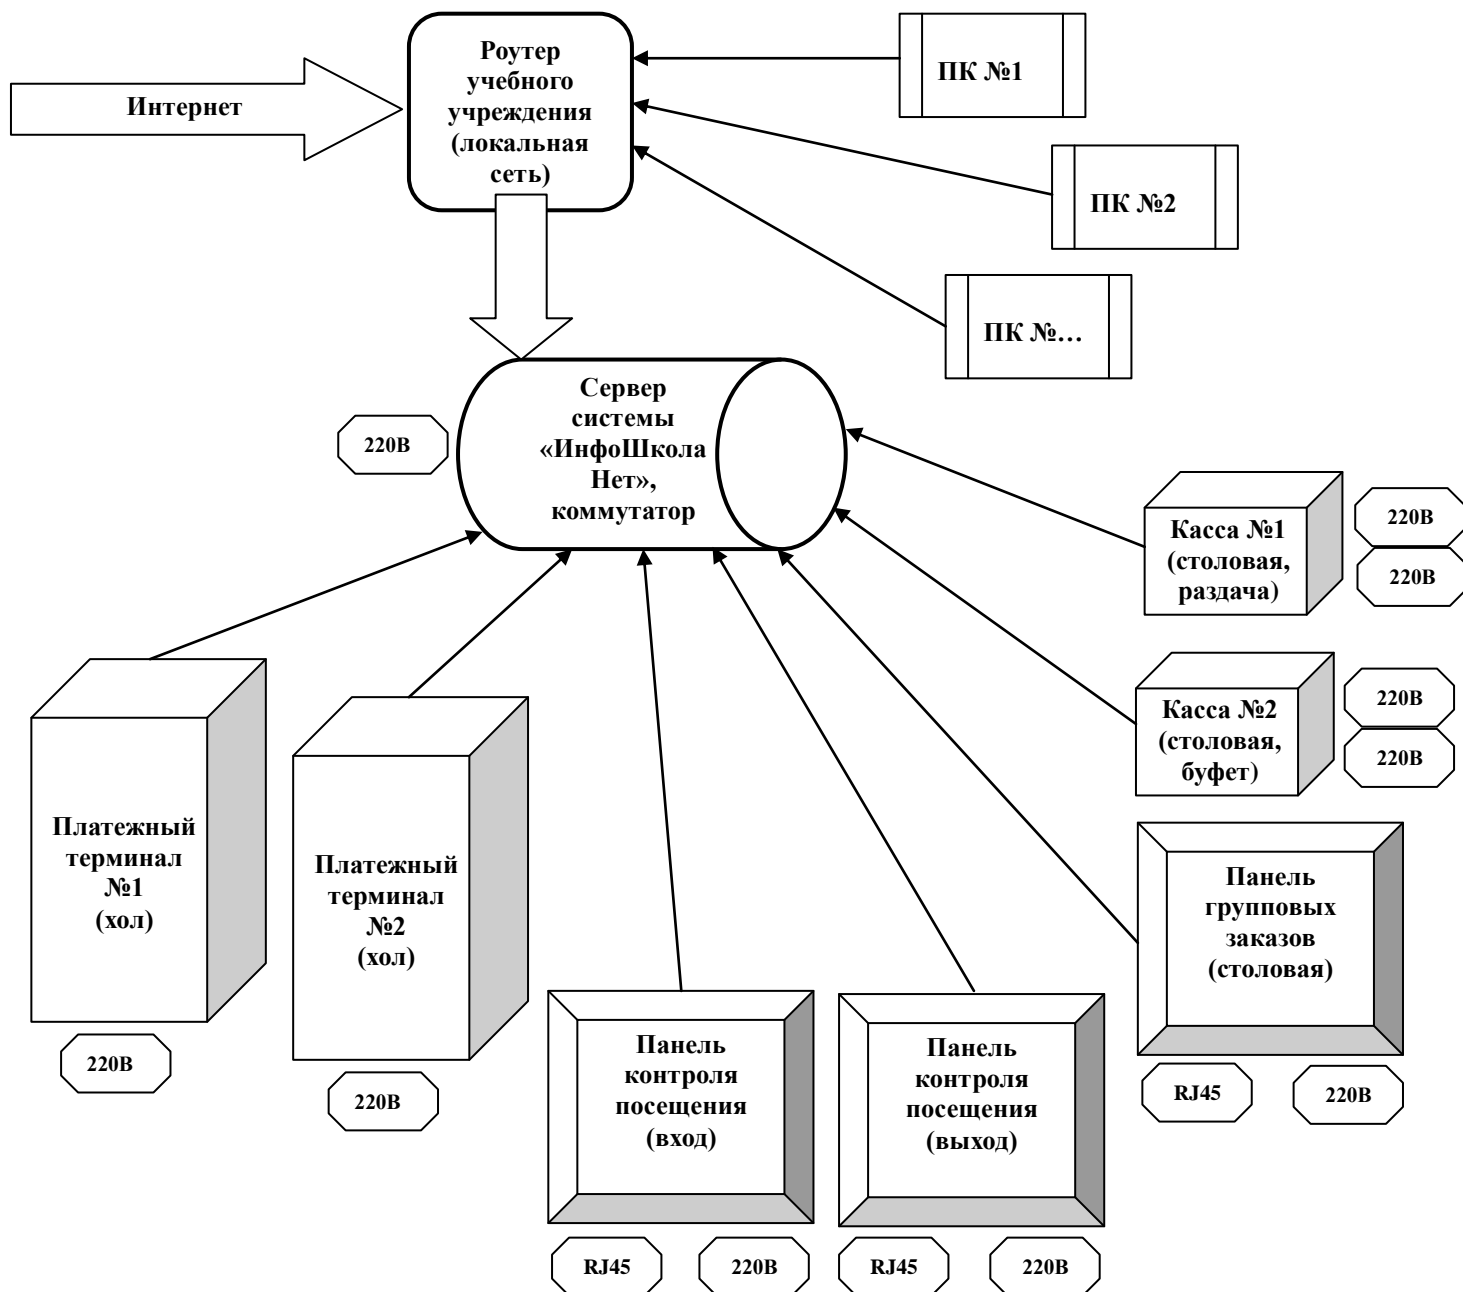 Интернет
Роутер
учебного
учреждения
(локальная
сеть)
ПК №1
ПК №2
ПК №…
220В
Сервер
системы
«ИнфоШкола
Нет»,
коммутатор
Касса №1
(столовая,
раздача)
220В
220В
Касса №2
(столовая,
буфет)
220В
220В
Платежный
терминал
№1
(хол)
220В
Платежный
терминал
№2
(хол)
220В
Панель
контроля
посещения
(вход)
RJ45
220В
Панель
контроля
посещения
(выход)
RJ45
220В
Панель
групповых
заказов
(столовая)
RJ45
220В